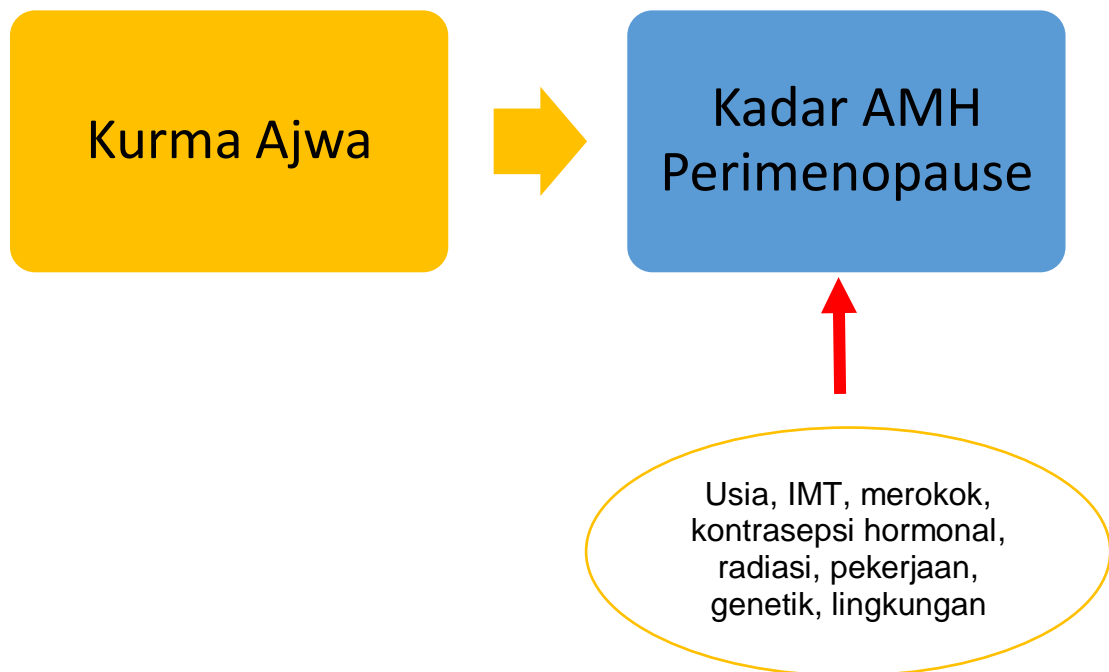 Kurma Ajwa
Kadar AMH
Perimenopause
Usia, IMT, merokok,
kontrasepsi hormonal,
radiasi, pekerjaan,
genetik, lingkungan